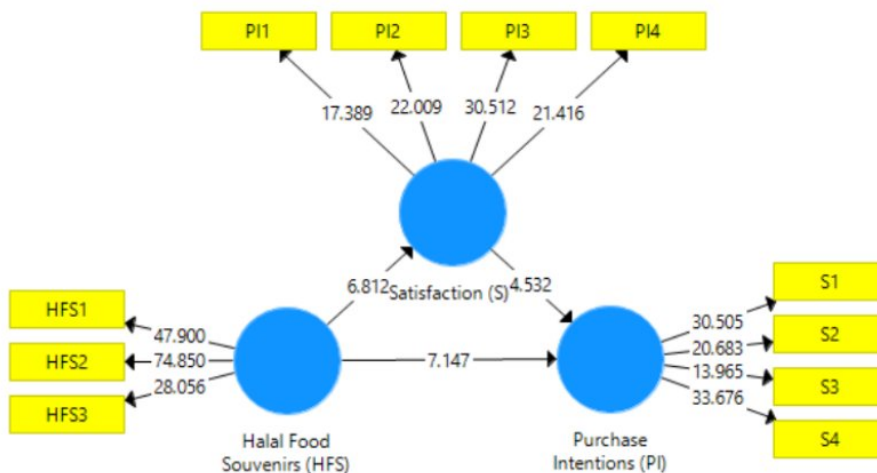 PI1 PI2 PI3 PI4
17.389 22.009 30.512 21.416
6.812 Satisfaction (S) 4.532
HFS1
HFS2
HFS3
47.900
74.850
28.056
7.147
30.505
20.683
13.965
33.676
S1
S2
S3
S4
Halal Food
Souvenirs (HFS)
Purchase
Intentions (PI)